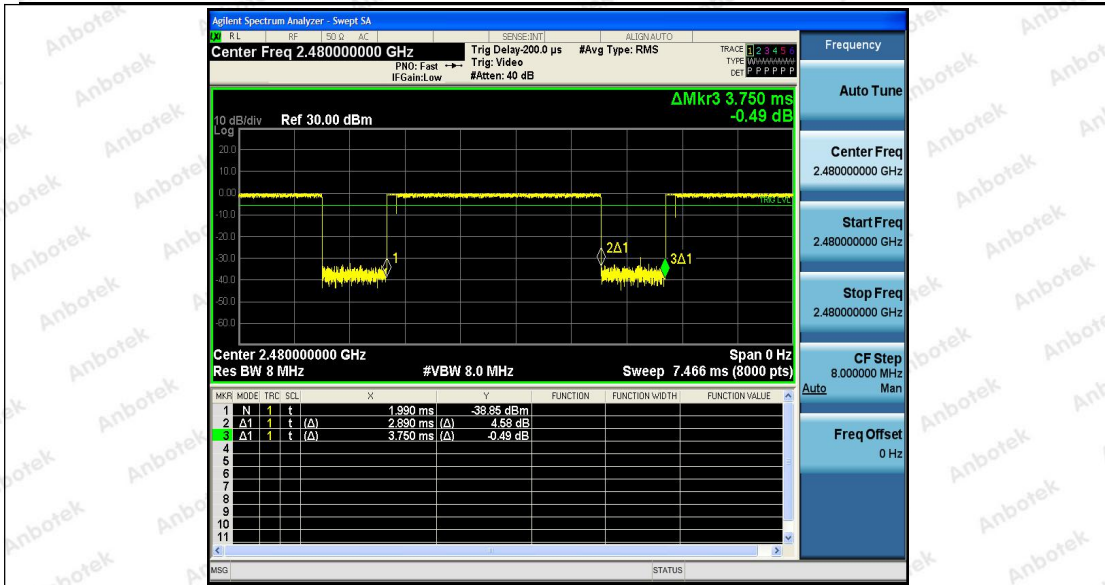 Agilent Spectrum Analyzer - Swept SA
RL RF 50 Ω AC SENSE:INT ALIGNAUTO
Center Freq 2.480000000 GHz
PNO: Fast
IFGain:Low
Trig Delay-200.0 µs
Trig: Video
#Atten: 40 dB
#Avg Type: RMS
TRACE 1 2 3 4 5 6
TYPE
DET P P P P P P
ΔMkr3 3.750 ms
-0.49 dB
10 dB/div Ref 30.00 dBm
Log
20.0
10.0
0.00
TRIG LVL
-10.0
-20.0
2Δ1
-30.0
1
3Δ1
-40.0
-50.0
-60.0
Center 2.480000000 GHz Span 0 Hz
Res BW 8 MHz #VBW 8.0 MHz Sweep 7.466 ms (8000 pts)
MKR MODE TRC SCL X Y FUNCTION FUNCTION WIDTH FUNCTION VALUE
1 N 1 t 1.990 ms -38.85 dBm
2 Δ1 1 t (Δ) 2.890 ms (Δ) 4.58 dB
3 Δ1 1 t (Δ) 3.750 ms (Δ) -0.49 dB
4
5
6
7
8
9
10
11
MSG STATUS
Frequency
Auto Tune
Center Freq
2.480000000 GHz
Start Freq
2.480000000 GHz
Stop Freq
2.480000000 GHz
CF Step
8.000000 MHz
Auto Man
Freq Offset
0 Hz
Anbotek